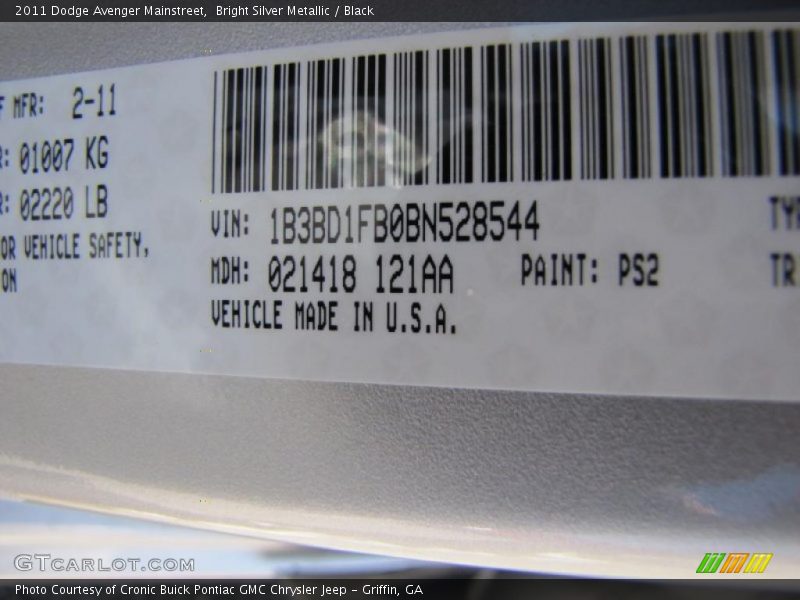 2011 Dodge Avenger Mainstreet,  Bright Silver Metallic / Black
MFR: 2-11
01007 KG
02220 LB
OR VEHICLE SAFETY,
ON
VIN: 1B3BD1FB0BN528544
MDH: 021418 121AA PAINT: PS2
VEHICLE MADE IN U.S.A.
GTCARLOT.COM
Photo Courtesy of Cronic Buick Pontiac GMC Chrysler Jeep - Griffin, GA